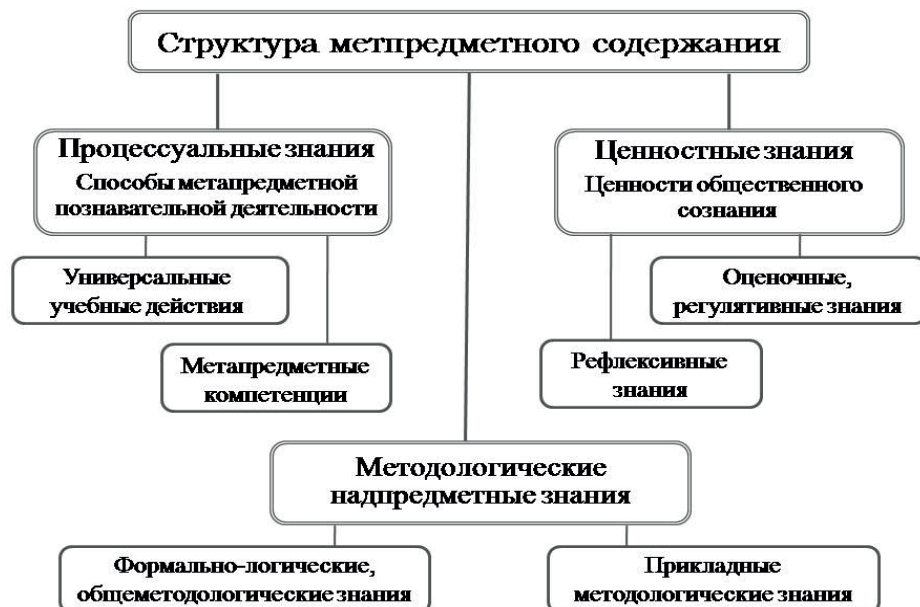 Структура метпредметного содержания
Процессуальные знания
Способы метапредметной
познавательной деятельности
Ценностные знания
Ценности общественного
сознания
Универсальные
учебные действия
Оценочные,
регулятивные знания
Метапредметные
компетенции
Рефлексивные
знания
Методологические
надпредметные знания
Формально-логические,
общеметодологические знания
Прикладные
методологические знания